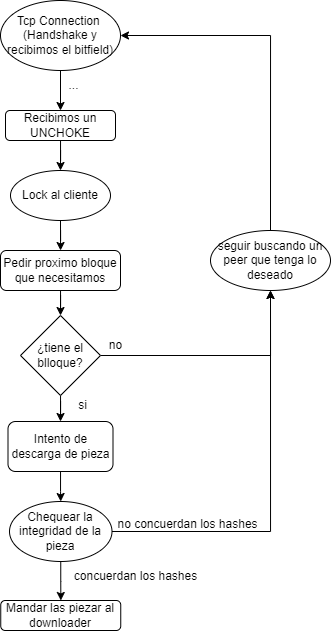 Tcp Connection
(Handshake y
recibimos el bitfield)
...
Recibimos un
UNCHOKE
Lock al cliente
Pedir proximo bloque
que necesitamos
seguir buscando un
peer que tenga lo
deseado
¿tiene el
blloque?
no
si
Intento de
descarga de pieza
Chequear la
integridad de la
pieza
no concuerdan los hashes
concuerdan los hashes
Mandar las piezar al
downloader